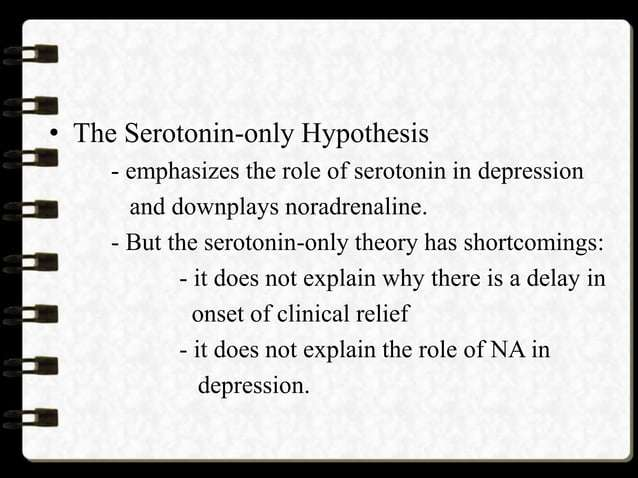 • The Serotonin-only Hypothesis
- emphasizes the role of serotonin in depression
and downplays noradrenaline.
- But the serotonin-only theory has shortcomings:
- it does not explain why there is a delay in
onset of clinical relief
- it does not explain the role of NA in
depression.